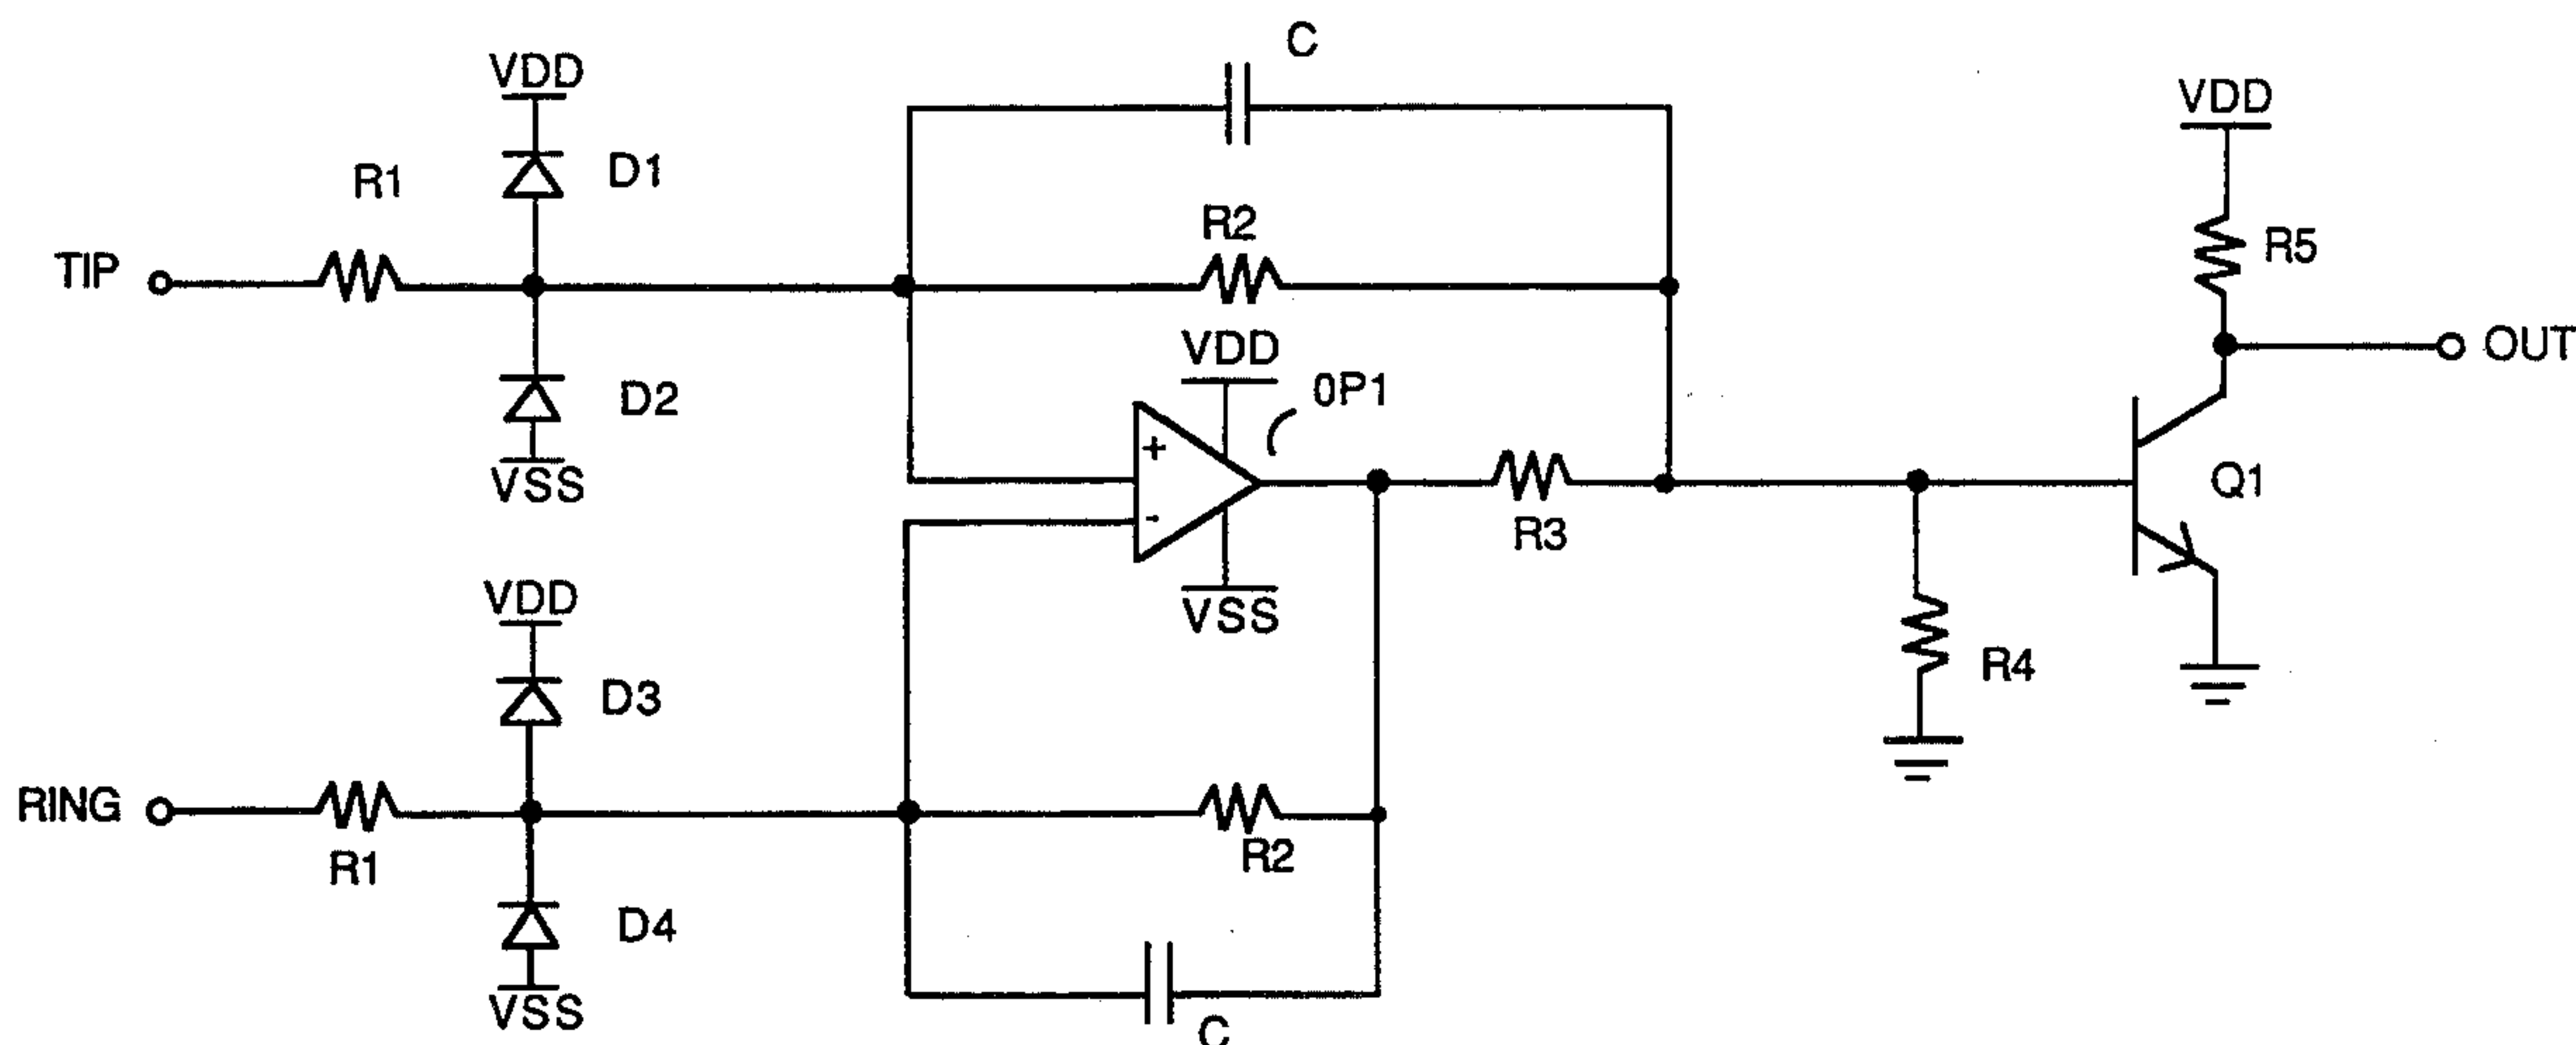 C
VDD
VDD
D1
R1
R2
TIP
R5
VDD
OUT
D2
0P1
VSS
+
Q1
-
R3
VDD
VSS
R4
D3
RING
R1
R2
D4
VSS
C